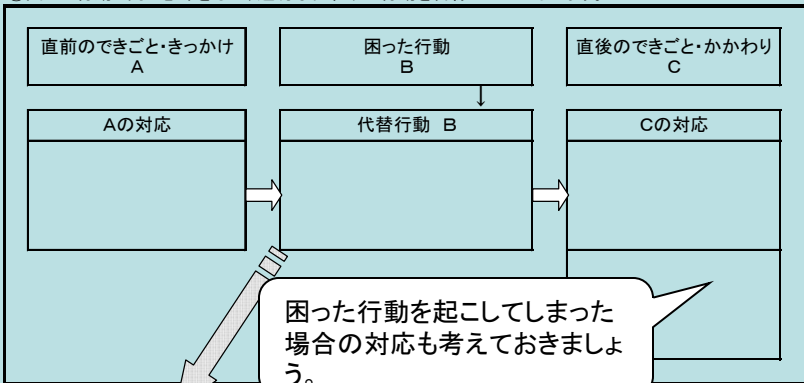 直前のできごと・きっかけ
A
困った行動
B
直後のできごと・かかわり
C
↓
Aの対応
代替行動 B
Cの対応
困った行動を起こしてしまった
場合の対応も考えておきましょ
う。